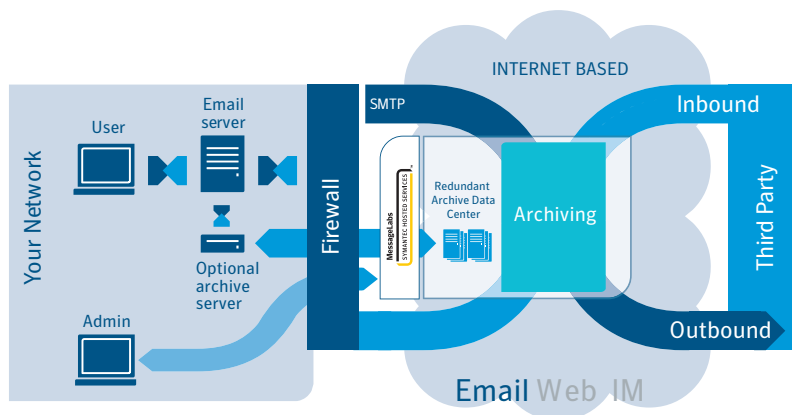 INTERNET BASED
Email
server
User
SMTP
Inbound
Your Network
Firewall
MessageLabs
SYMANTEC HOSTED SERVICES
Redundant
Archive Data
Center
Archiving
Third Party
Optional
archive
server
Admin
Outbound
Email Web IM